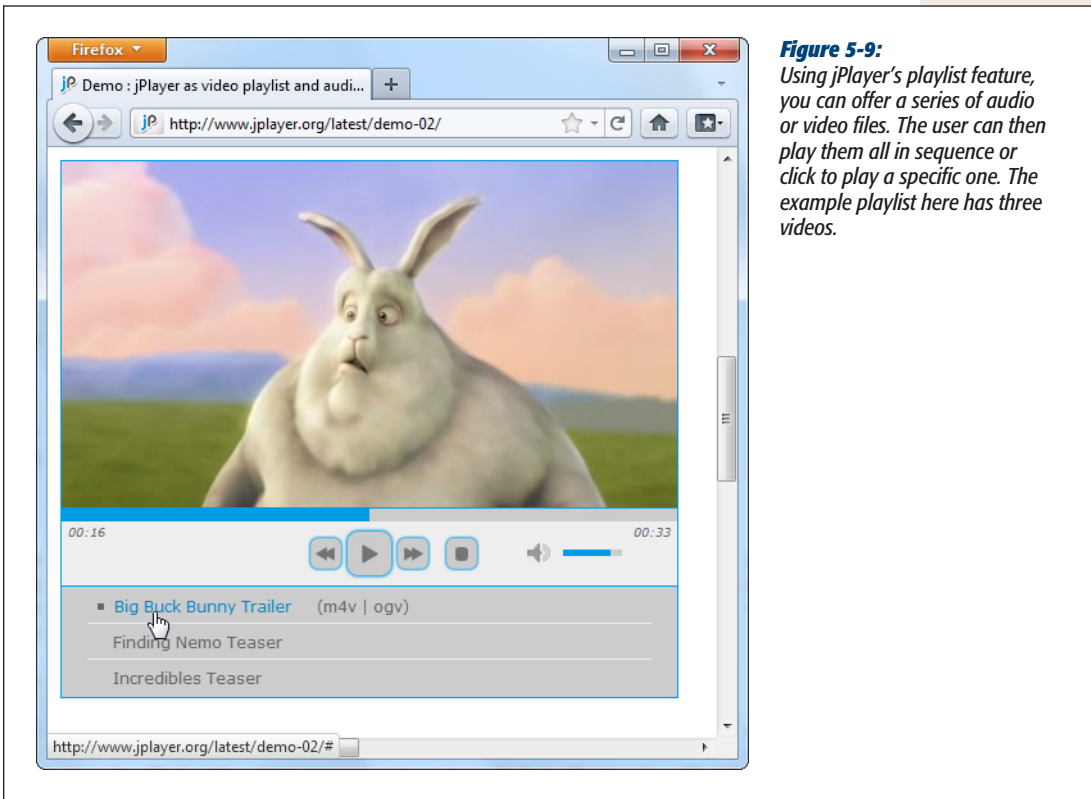 Firefox
jP Demo : jPlayer as video playlist and audi...
jP http://www.jplayer.org/latest/demo-02/
00:16
00:33
Big Buck Bunny Trailer (m4v | ogv)
Finding Nemo Teaser
Incredibles Teaser
http://www.jplayer.org/latest/demo-02/#
Figure 5-9:
Using jPlayer’s playlist feature,
you can offer a series of audio
or video files. The user can then
play them all in sequence or
click to play a specific one. The
example playlist here has three
videos.